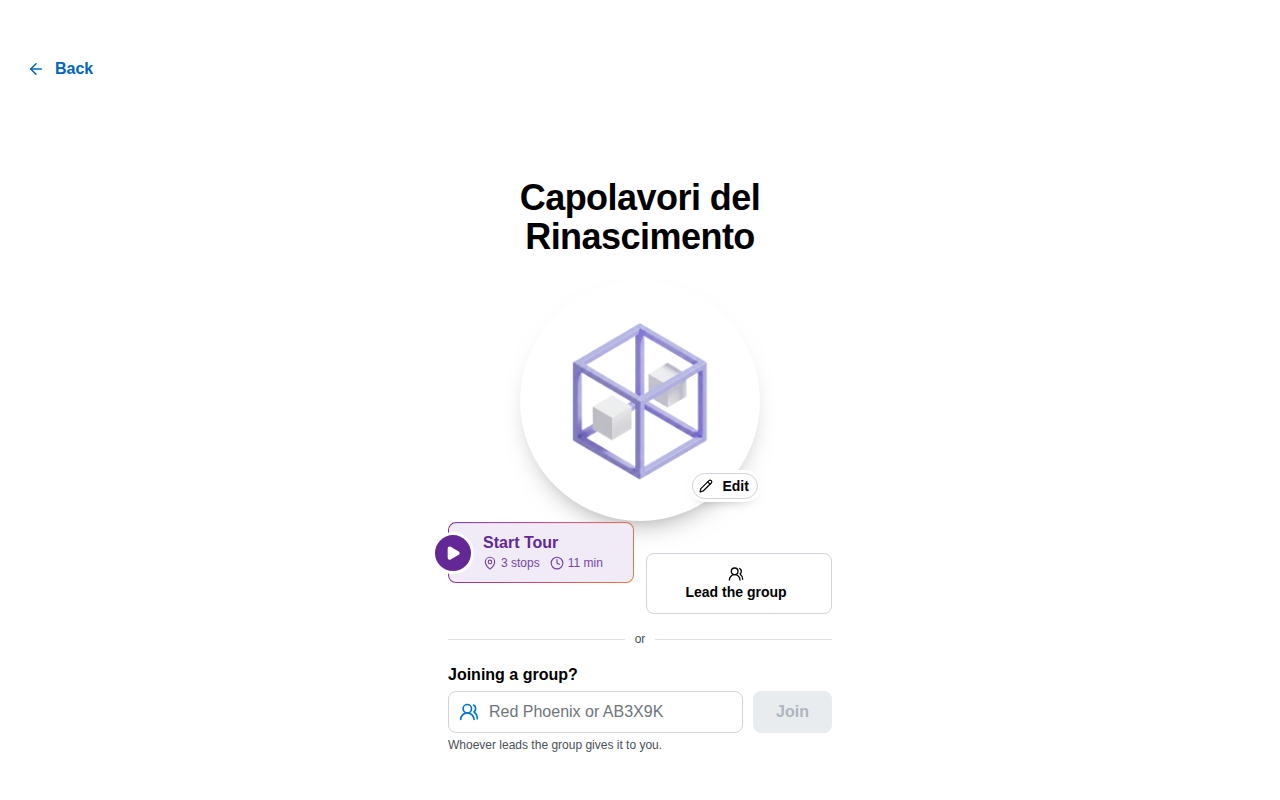 Back
Capolavori del
Rinascimento
Edit
Start Tour
3 stops 11 min
Lead the group
or
Joining a group?
Red Phoenix or AB3X9K
Join
Whoever leads the group gives it to you.